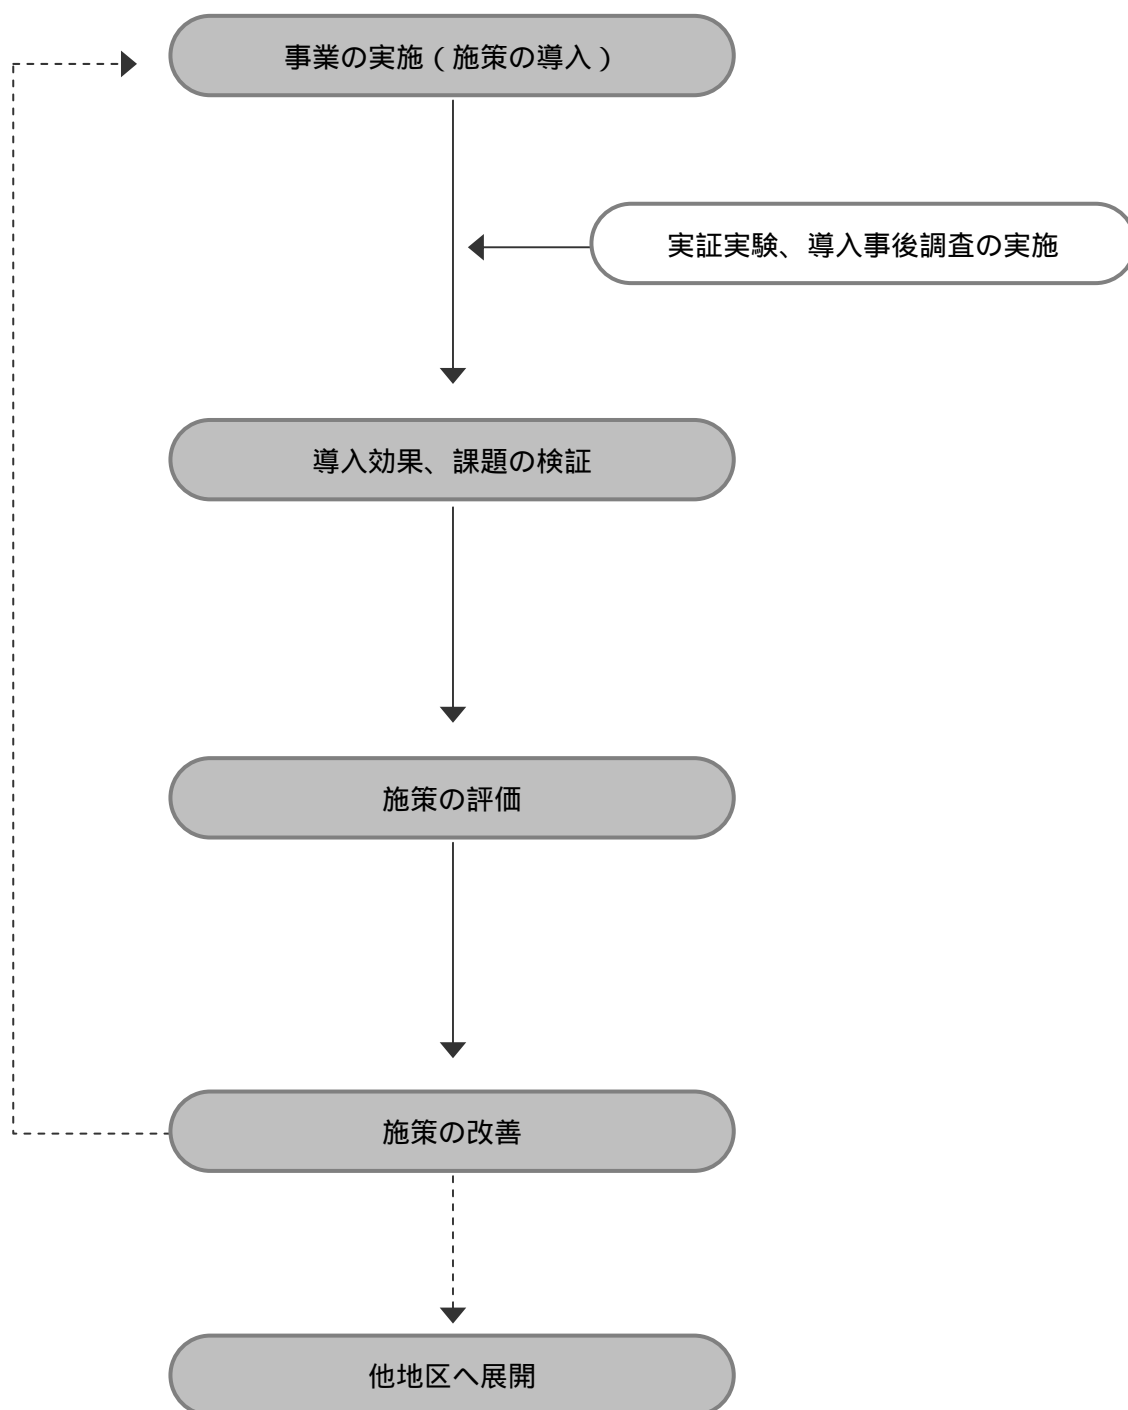 事業の実施（施策の導入）
実証実験、導入事後調査の実施
導入効果、課題の検証
施策の評価
施策の改善
他地区へ展開